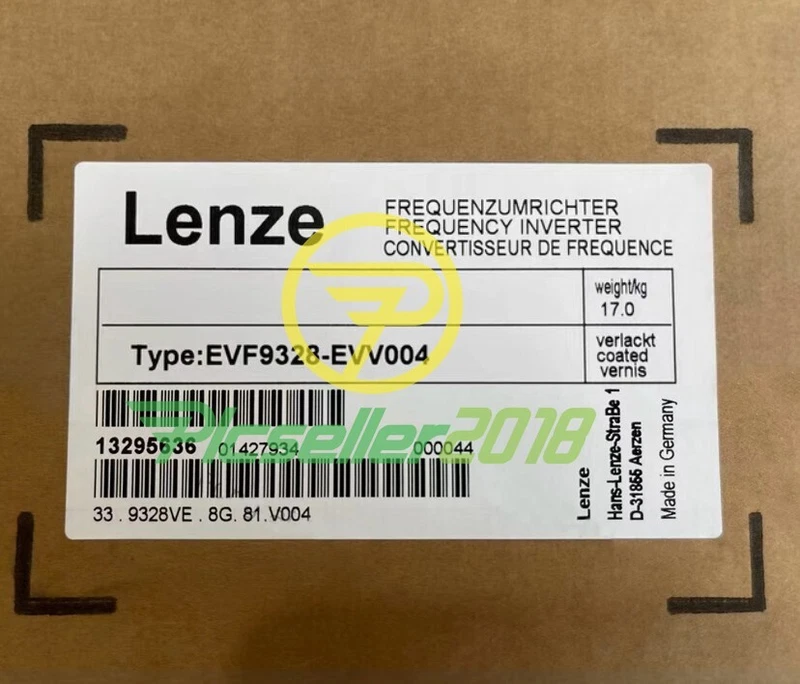 Lenze
FREQUENZUMRICHTER
FREQUENCY INVERTER
CONVERTISSEUR DE FREQUENCE
weight/kg
17.0
Type:EVF9328-EVV004
verlackt
coated
vernis
13295636 01427934 000044
33 . 9328VE . 8G. 81.V004
Lenze
Hans-Lenze-StraBe 1
D-31855 Aerzen
Made in Germany
Plcseller2018